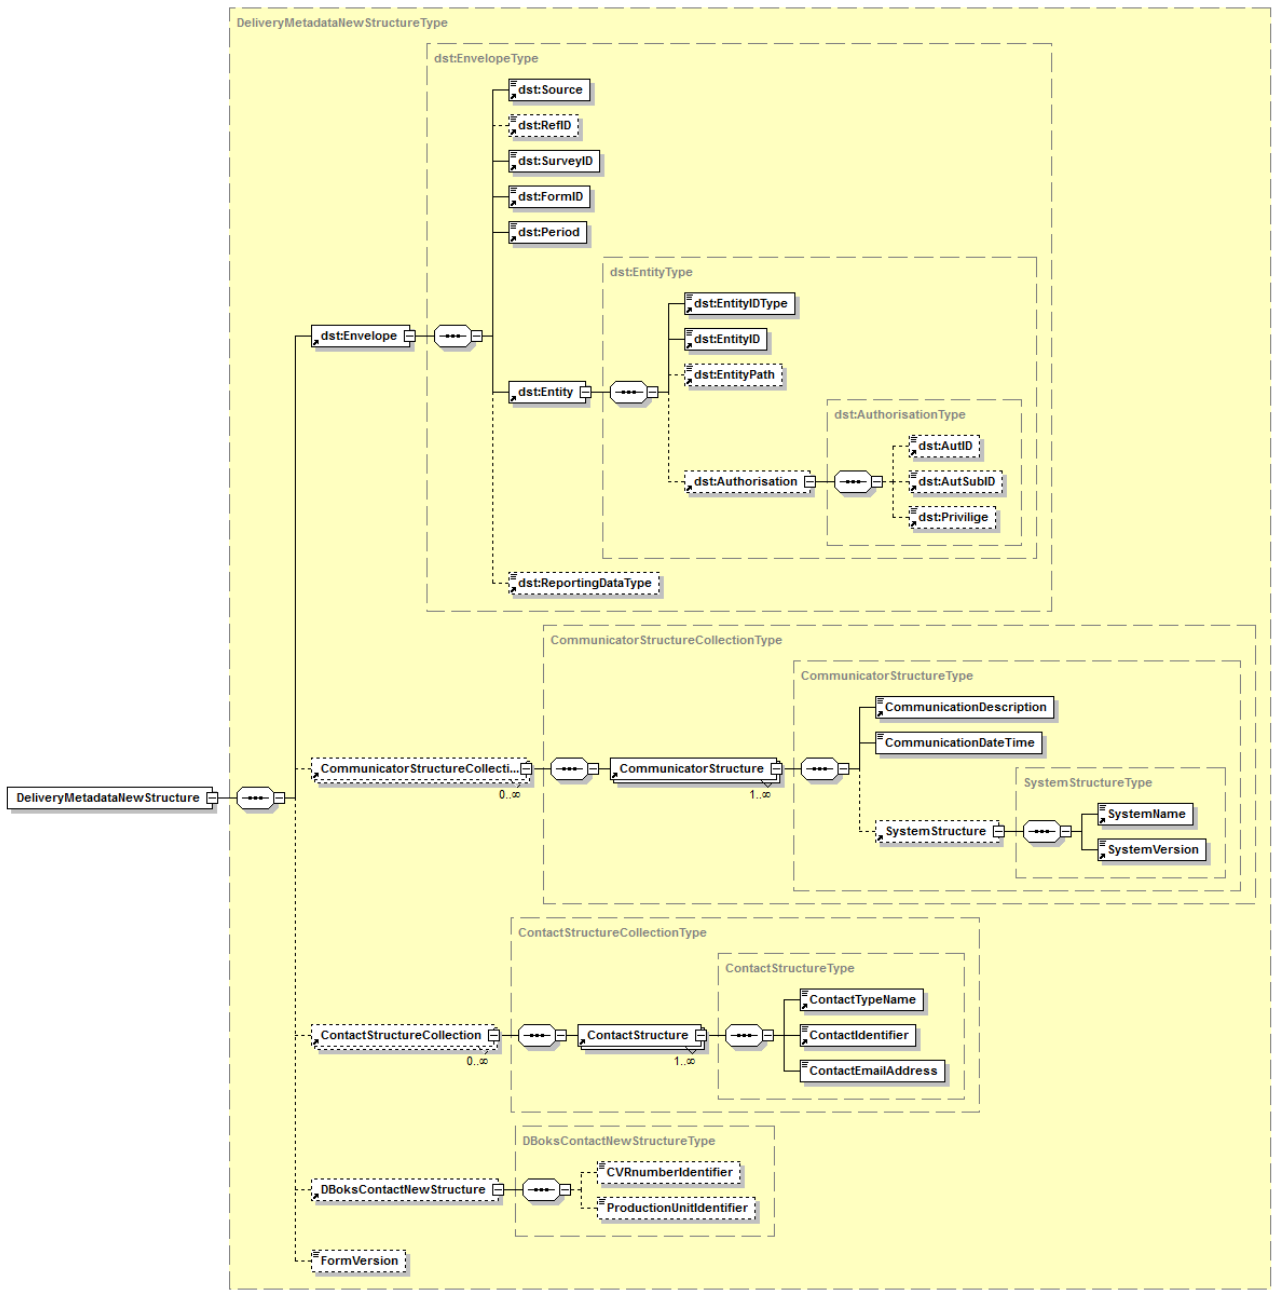 DeliveryMetadataNewStructureType
dst:EnvelopeType
dst:Source
dst:RefID
dst:SurveyID
dst:FormID
dst:Period
dst:EntityType
dst:EntityIDType
dst:Envelope
dst:EntityID
dst:EntityPath
dst:Entity
dst:AuthorisationType
dst:AutID
dst:Authorisation
dst:AutSubID
dst:Privilige
dst:ReportingDataType
CommunicatorStructureCollectionType
CommunicatorStructureType
CommunicationDescription
CommunicationDateTime
CommunicatorStructureCollecti...
0..∞
CommunicatorStructure
1..∞
SystemStructureType
DeliveryMetadataNewStructure
SystemName
SystemStructure
SystemVersion
ContactStructureCollectionType
ContactStructureType
ContactTypeName
ContactStructureCollection
0..∞
ContactStructure
1..∞
ContactIdentifier
ContactEmailAddress
DBoksContactNewStructureType
CVRnumberIdentifier
DBoksContactNewStructure
ProductionUnitIdentifier
FormVersion